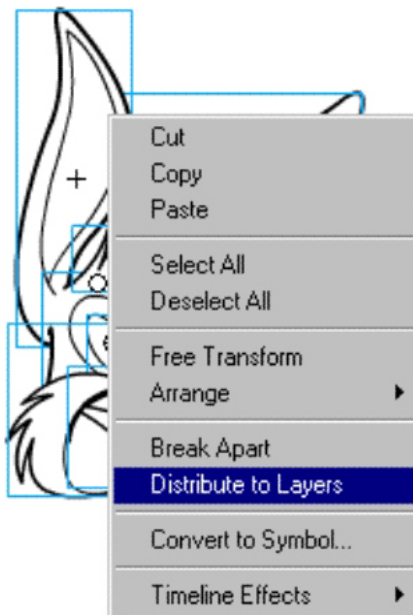 Cut
Copy
Paste
Select All
Deselect All
Free Transform
Arrange
Break Apart
Distribute to Layers
Convert to Symbol...
Timeline Effects